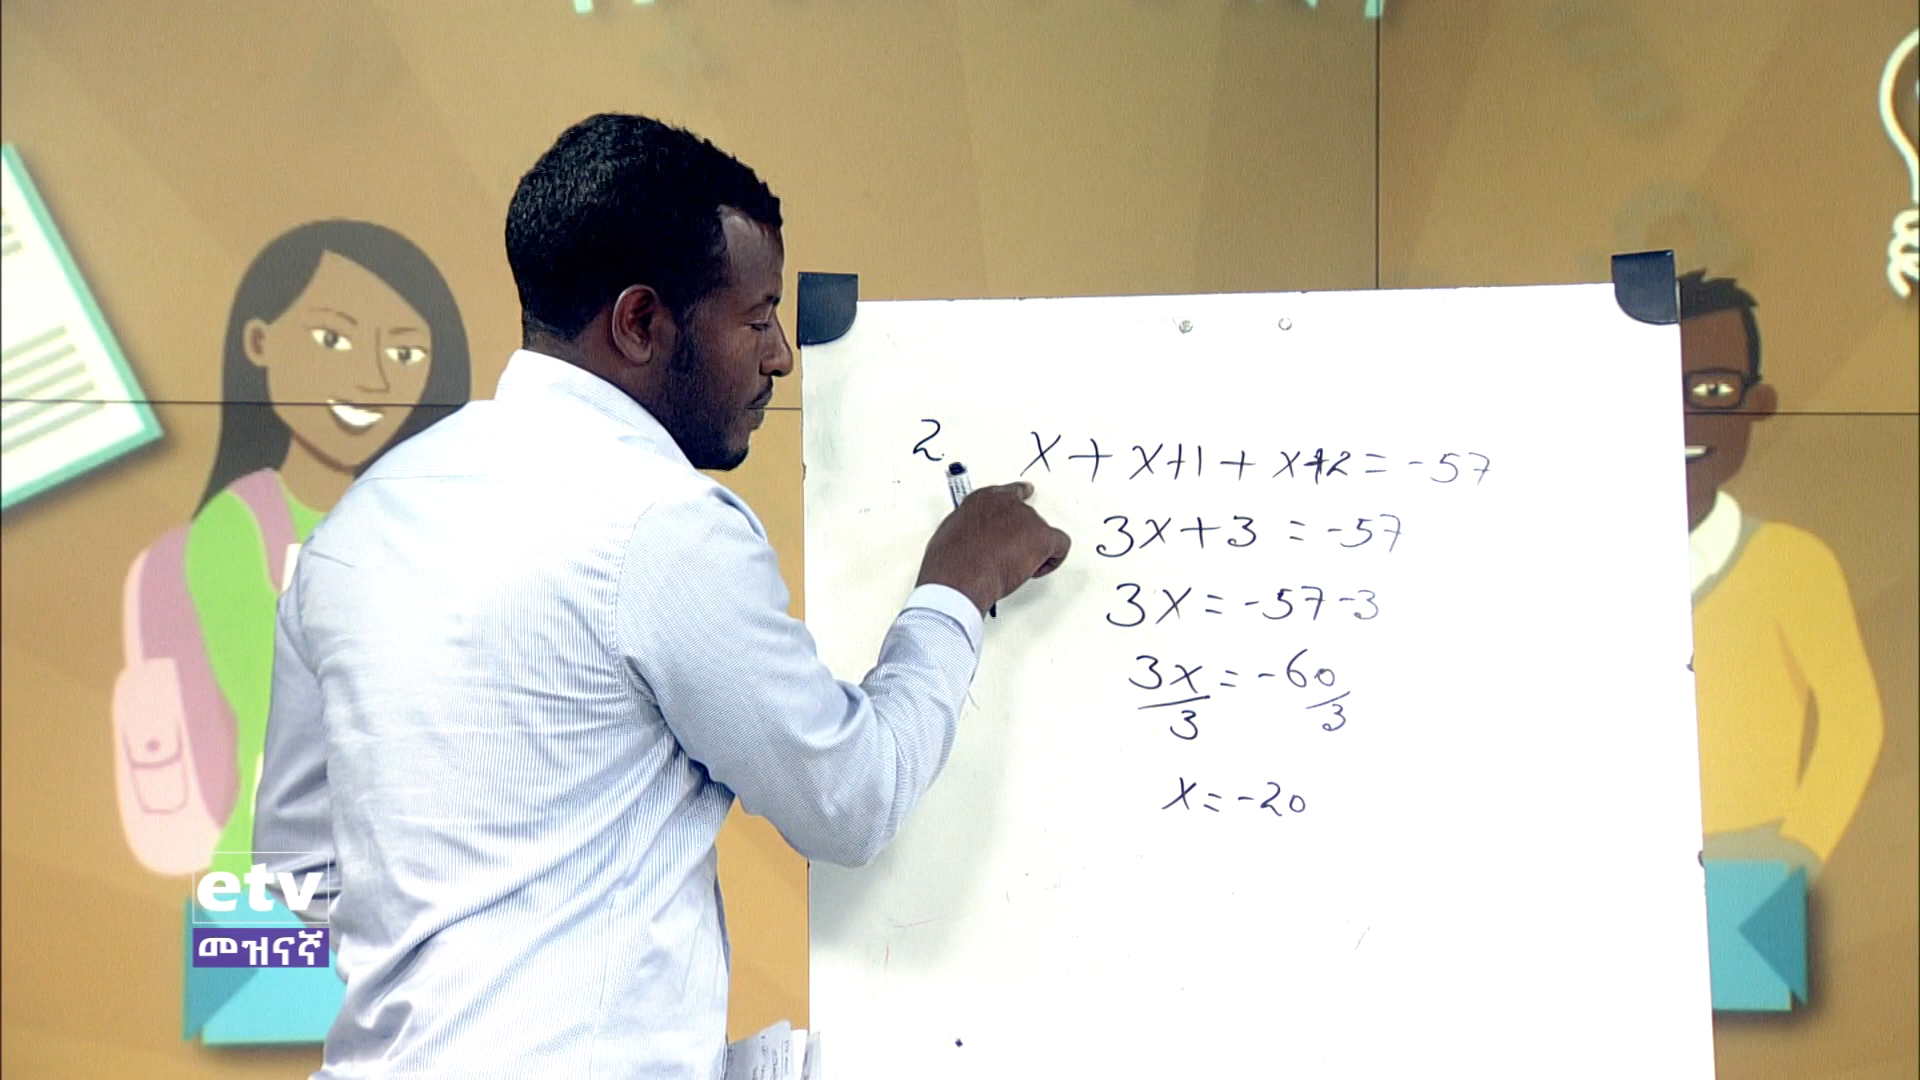 2. x + x+1 + x+2 = -57
3x+3 = -57
3x = -57-3
3x/3 = -60/3
x = -20
etv
መዝናኛ